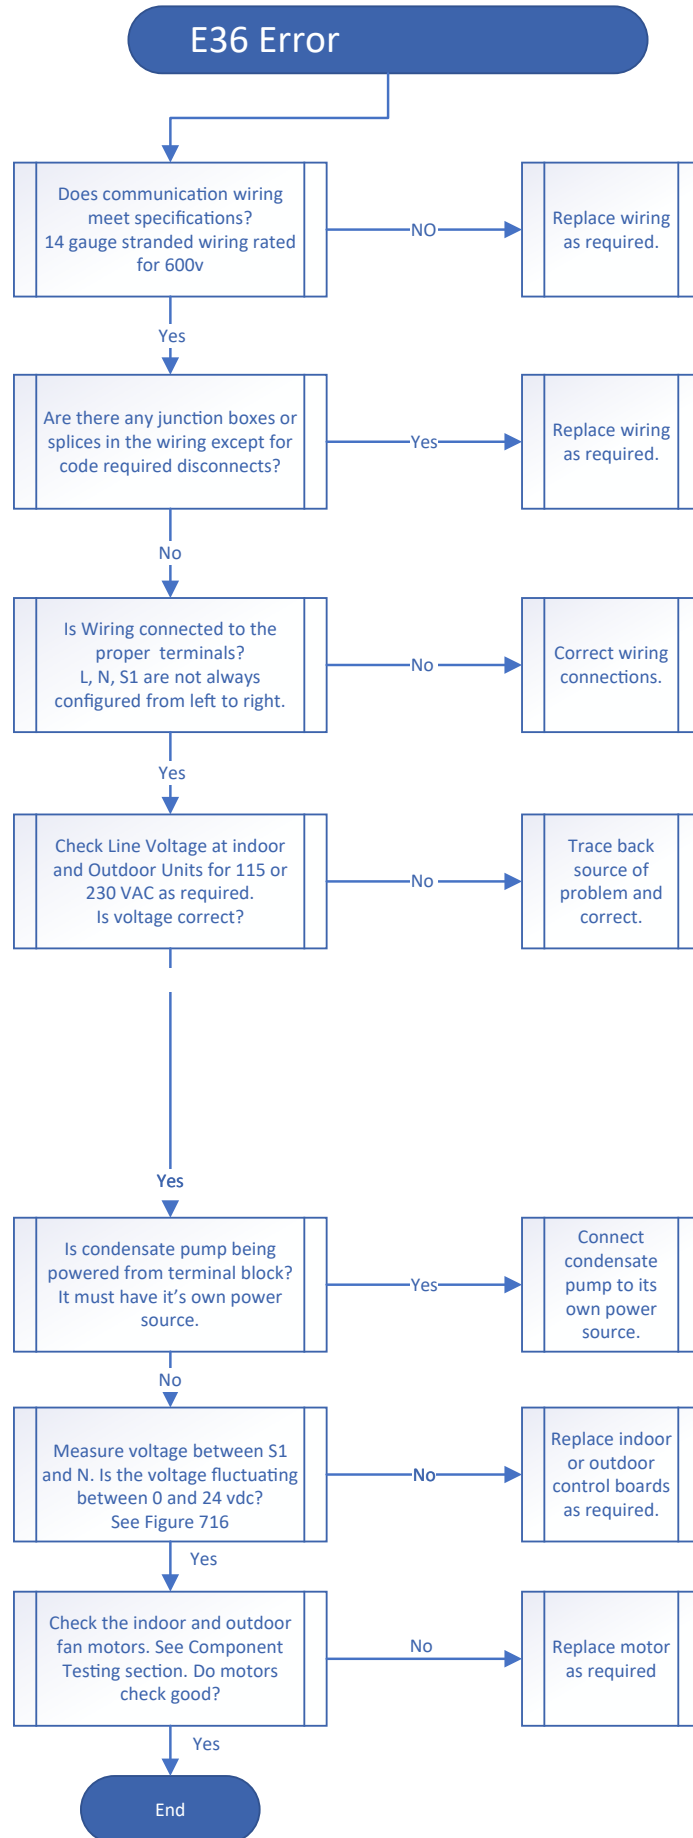 E36 Error
Does communication wiring
meet specifications?
14 gauge stranded wiring rated
for 600v
NO
Replace wiring
as required.
Yes
Are there any junction boxes or
splices in the wiring except for
code required disconnects?
Yes
Replace wiring
as required.
No
Is Wiring connected to the
proper terminals?
L, N, S1 are not always
configured from left to right.
No
Correct wiring
connections.
Yes
Check Line Voltage at indoor
and Outdoor Units for 115 or
230 VAC as required.
Is voltage correct?
No
Trace back
source of
problem and
correct.
Yes
Is condensate pump being
powered from terminal block?
It must have it's own power
source.
Yes
Connect
condensate
pump to its
own power
source.
No
Measure voltage between S1
and N. Is the voltage fluctuating
between 0 and 24 vdc?
See Figure 716
No
Replace indoor
or outdoor
control boards
as required.
Yes
Check the indoor and outdoor
fan motors. See Component
Testing section. Do motors
check good?
No
Replace motor
as required
Yes
End